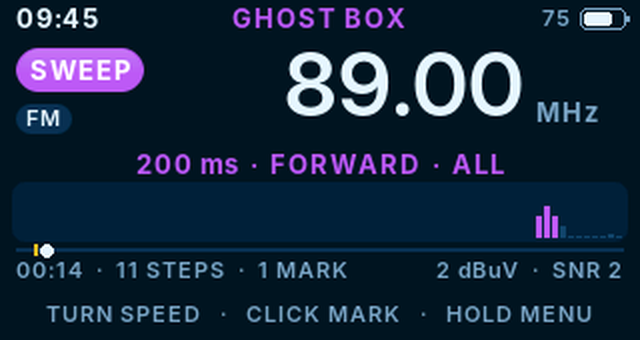 09:45 GHOST BOX 75
SWEEP
89.00 MHz
FM
200 ms · FORWARD · ALL
00:14 · 11 STEPS · 1 MARK 2 dBuV · SNR 2
TURN SPEED · CLICK MARK · HOLD MENU